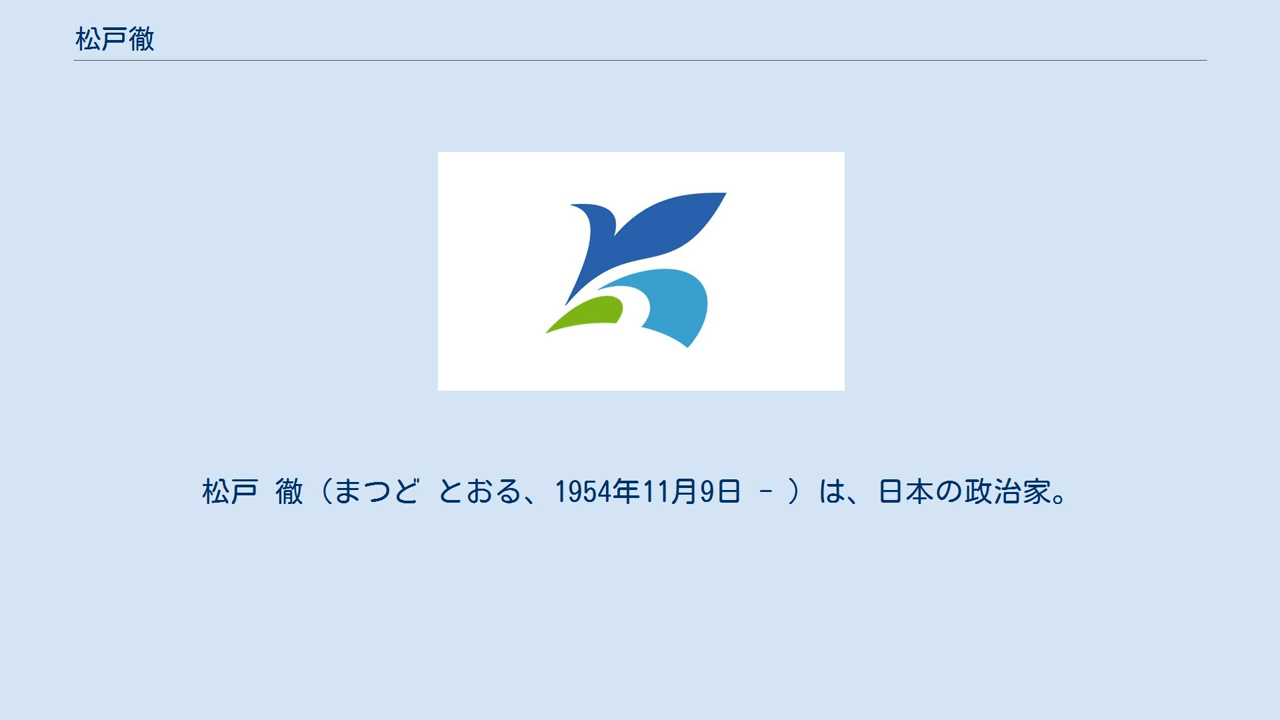 松戸徹
松戸 徹（まつど とおる、1954年11月9日 - ）は、日本の政治家。